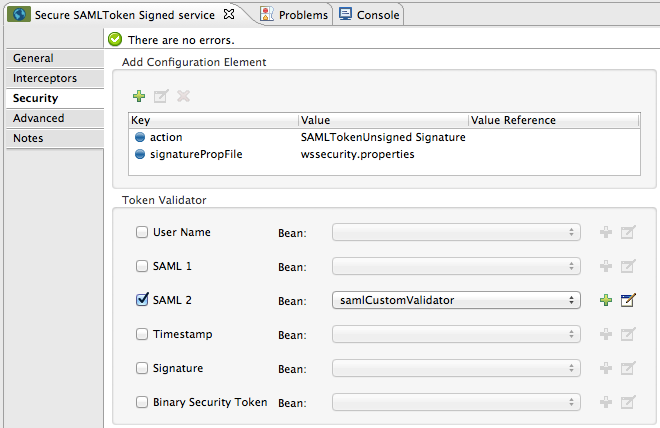 Secure SAMLToken Signed service Problems Console
There are no errors.
General
Interceptors
Security
Advanced
Notes
Add Configuration Element
Key Value Value Reference
action SAMLTokenUnsigned Signature
signaturePropFile wssecurity.properties
Token Validator
User Name Bean:
SAML 1 Bean:
SAML 2 Bean: samlCustomValidator
Timestamp Bean:
Signature Bean:
Binary Security Token Bean: